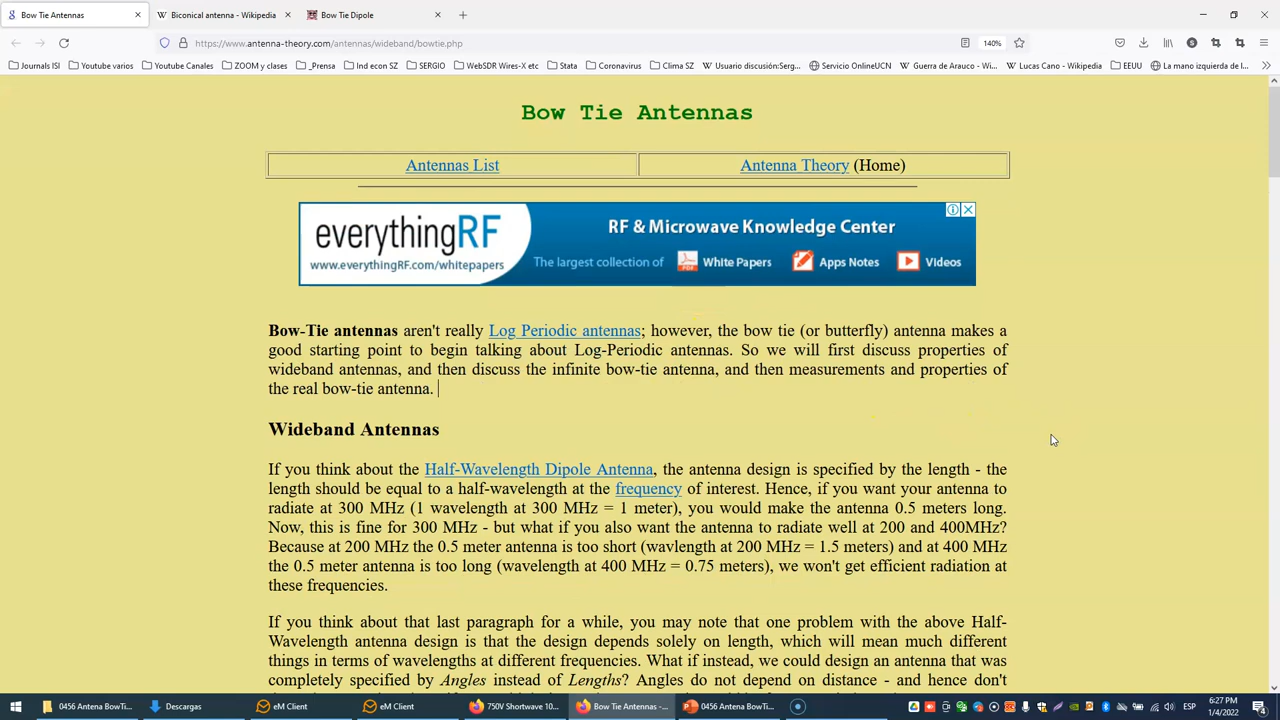 Bow Tie Antennas
Biconical antenna - Wikipedia
Bow Tie Dipole
https://www.antenna-theory.com/antennas/wideband/bowtie.php
140%
Journals ISI
Youtube varios
Youtube Canales
ZOOM y clases
_Prensa
Ind econ SZ
SERGIO
WebSDR Wires-X etc
Stata
Coronavirus
Clima SZ
Usuario discusión:Serg...
Servicio OnlineUCN
Guerra de Arauco - Wi...
Lucas Cano - Wikipedia
EEUU
La mano izquierda de l...
Bow Tie Antennas
Antennas List
Antenna Theory (Home)
everythingRF
www.everythingRF.com/whitepapers
RF & Microwave Knowledge Center
The largest collection of
White Papers
Apps Notes
Videos
Bow-Tie antennas aren't really Log Periodic antennas; however, the bow tie (or butterfly) antenna makes a
good starting point to begin talking about Log-Periodic antennas. So we will first discuss properties of
wideband antennas, and then discuss the infinite bow-tie antenna, and then measurements and properties of
the real bow-tie antenna.
Wideband Antennas
If you think about the Half-Wavelength Dipole Antenna, the antenna design is specified by the length - the
length should be equal to a half-wavelength at the frequency of interest. Hence, if you want your antenna to
radiate at 300 MHz (1 wavelength at 300 MHz = 1 meter), you would make the antenna 0.5 meters long.
Now, this is fine for 300 MHz - but what if you also want the antenna to radiate well at 200 and 400MHz?
Because at 200 MHz the 0.5 meter antenna is too short (wavlength at 200 MHz = 1.5 meters) and at 400 MHz
the 0.5 meter antenna is too long (wavelength at 400 MHz = 0.75 meters), we won't get efficient radiation at
these frequencies.
If you think about that last paragraph for a while, you may note that one problem with the above Half-
Wavelength antenna design is that the design depends solely on length, which will mean much different
things in terms of wavelengths at different frequencies. What if instead, we could design an antenna that was
completely specified by Angles instead of Lengths? Angles do not depend on distance - and hence don't
0456 Antena BowTi...
Descargas
eM Client
eM Client
750V Shortwave 10...
Bow Tie Antennas -...
0456 Antena BowTi...
ESP
6:27 PM
1/4/2022